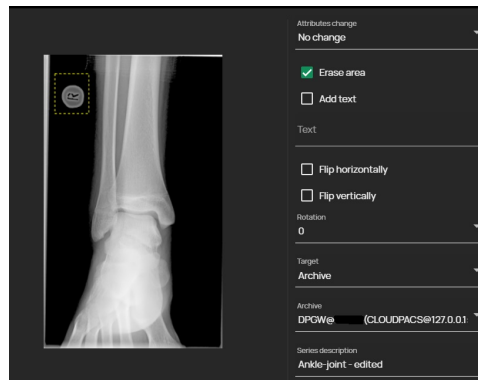 Attributes change
No change
Erase area
Add text
Text
Flip horizontally
Flip vertically
Rotation
0
Target
Archive
Archive
DPGW@ (CLOUDPACS@127.0.0.1:
Series description
Ankle-joint - edited
R